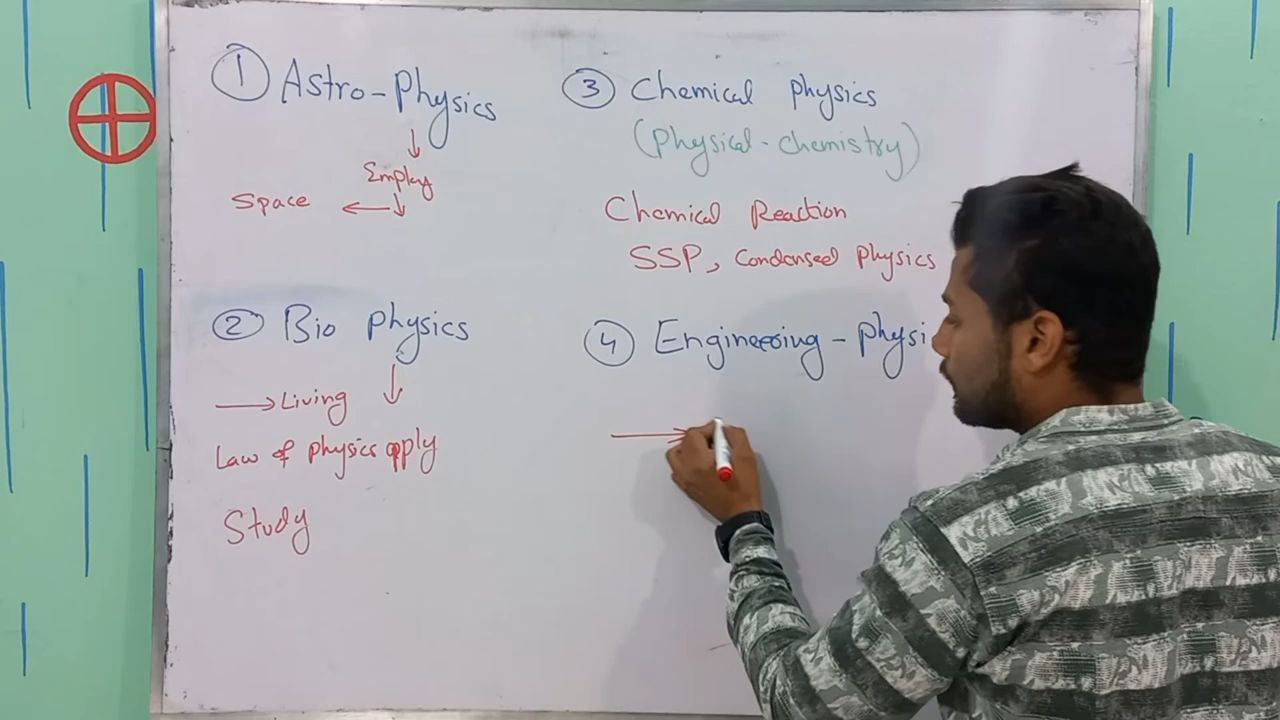 ① Astro-Physics
Employ
Space
② Bio physics
Living
Law of physics apply
Study
③ Chemical physics
(Physical-chemistry)
Chemical Reaction
SSP, Condensed physics
④ Engineering-physi